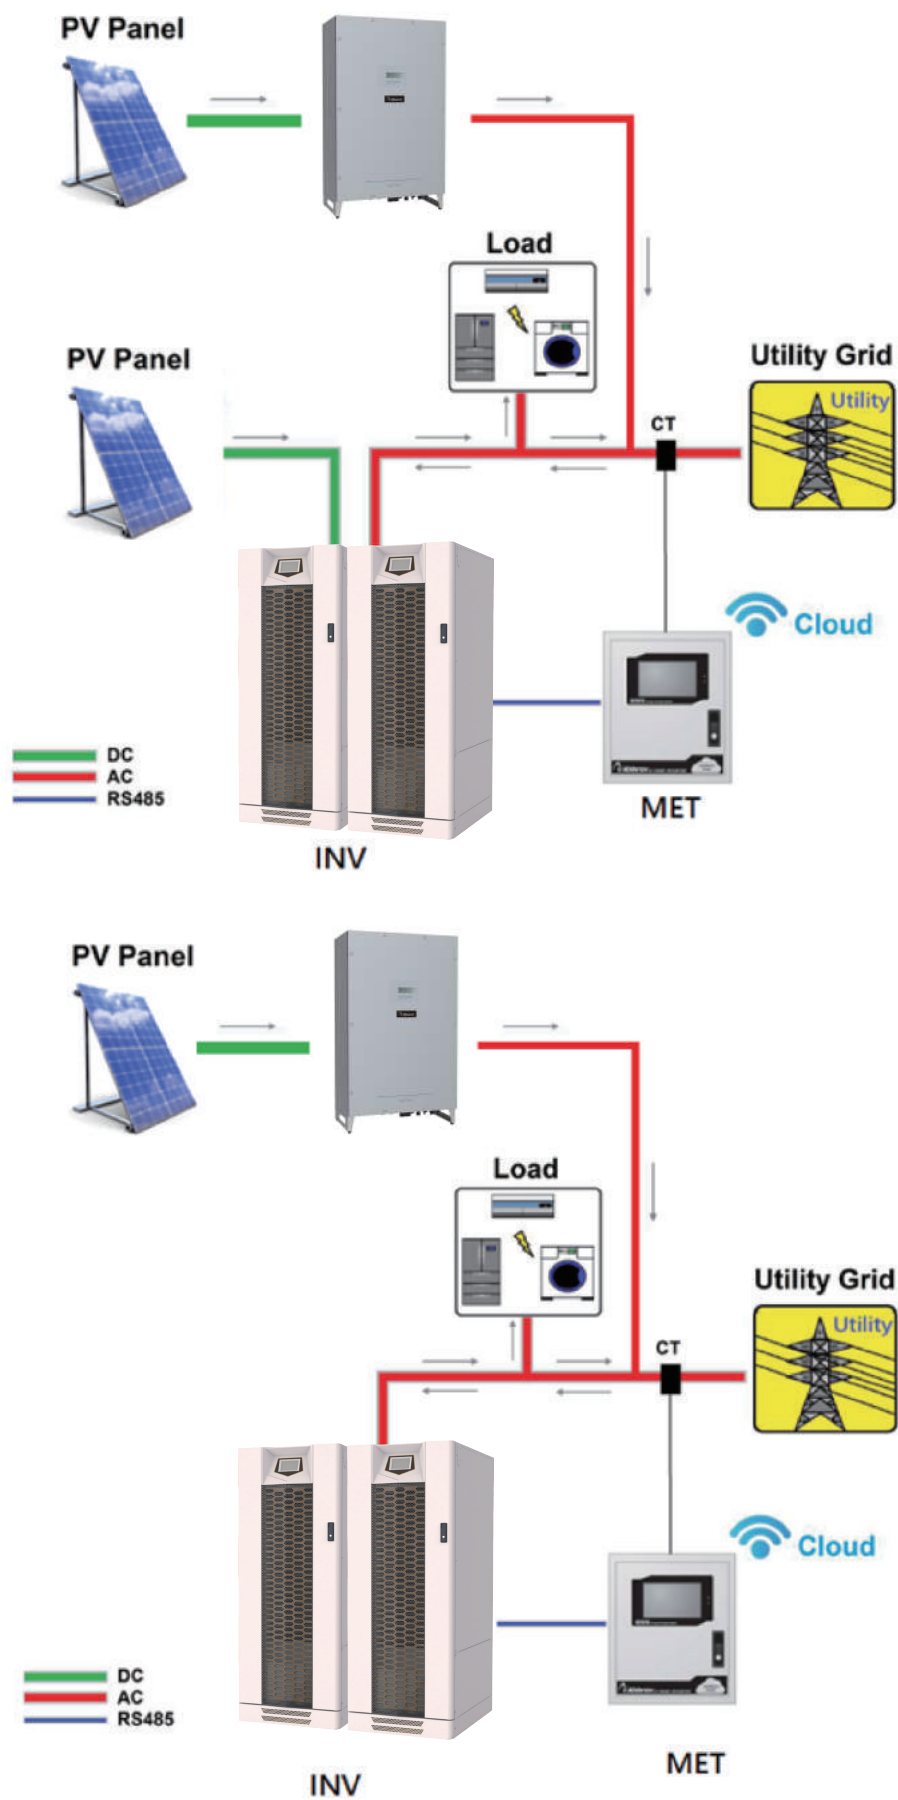 PV Panel
Load
PV Panel
Utility Grid
Utility
CT
Cloud
DC
AC
RS485
MET
INV
PV Panel
Load
Utility Grid
Utility
CT
Cloud
DC
AC
RS485
MET
INV